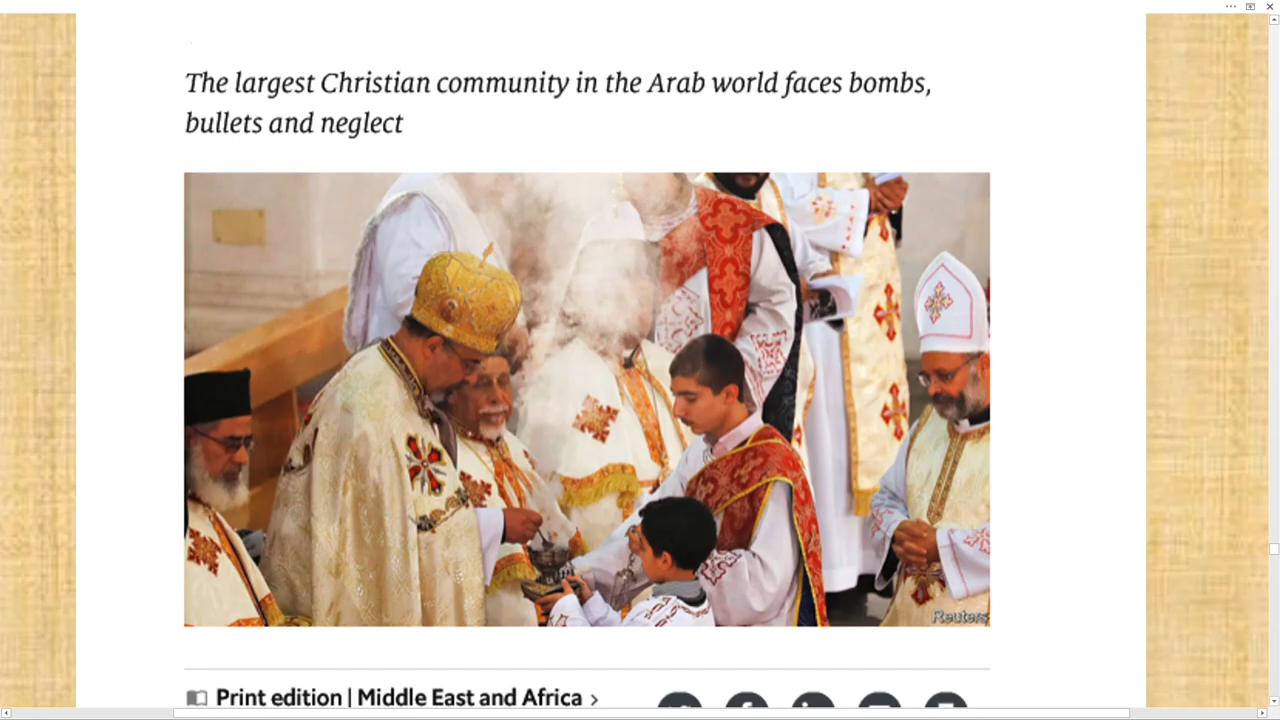 The largest Christian community in the Arab world faces bombs,
bullets and neglect
Reuters
Print edition | Middle East and Africa >